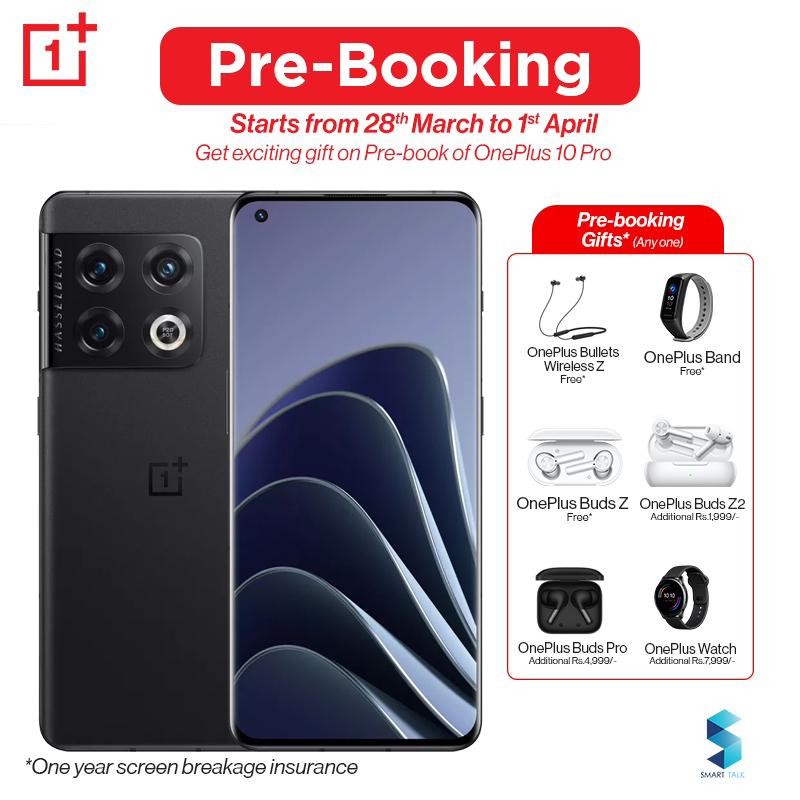 1+
Pre-Booking
Starts from 28th March to 1st April
Get exciting gift on Pre-book of OnePlus 10 Pro
HASSELBLAD
P2D
50T
Pre-booking
Gifts* (Any one)
OnePlus Bullets
Wireless Z
Free*
OnePlus Band
Free*
OnePlus Buds Z
Free*
OnePlus Buds Z2
Additional Rs.1,999/-
OnePlus Buds Pro
Additional Rs.4,999/-
OnePlus Watch
Additional Rs.7,999/-
*One year screen breakage insurance
SMART TALK